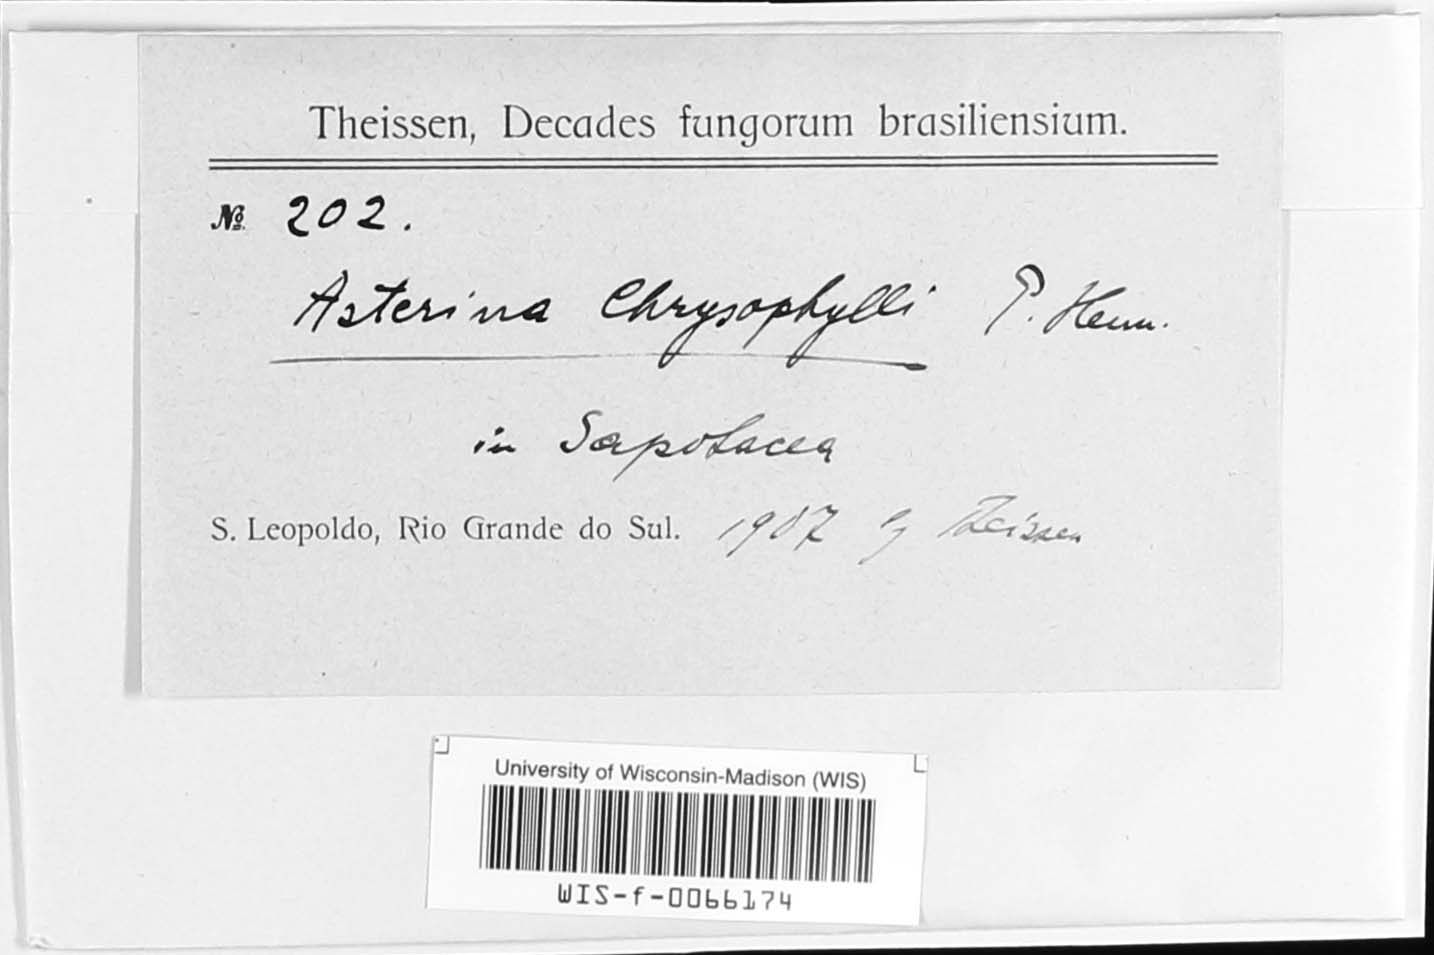 Theissen, Decades fungorum brasiliensium.
№ 202.
Asterina Chrysophylli P. Henn.
in Sapotacea
S. Leopoldo, Rio Grande do Sul. 1907 lg Theissen
University of Wisconsin-Madison (WIS)
WIS-f-0066174